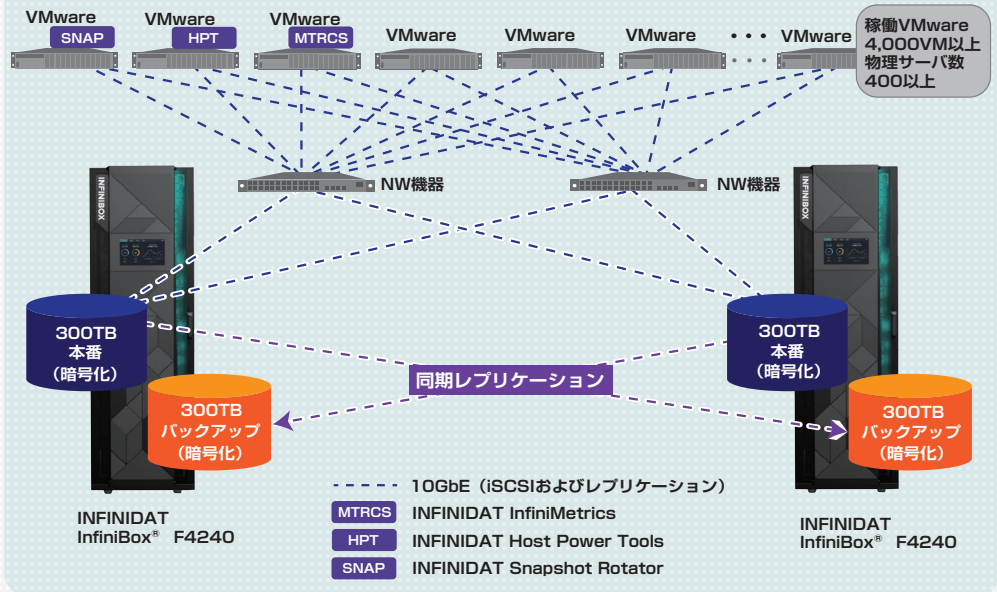 VMware
SNAP
VMware
HPT
VMware
MTRCS
VMware
VMware
VMware
VMware
稼働VMware
4,000VM以上
物理サーバ数
400以上
NW機器
NW機器
INFINIBOX
INFINIBOX
300TB
本番
（暗号化）
300TB
本番
（暗号化）
同期レプリケーション
300TB
バックアップ
（暗号化）
300TB
バックアップ
（暗号化）
10GbE（iSCSIおよびレプリケーション）
MTRCS INFINIDAT InfiniMetrics
HPT INFINIDAT Host Power Tools
SNAP INFINIDAT Snapshot Rotator
INFINIDAT
InfiniBox® F4240
INFINIDAT
InfiniBox® F4240